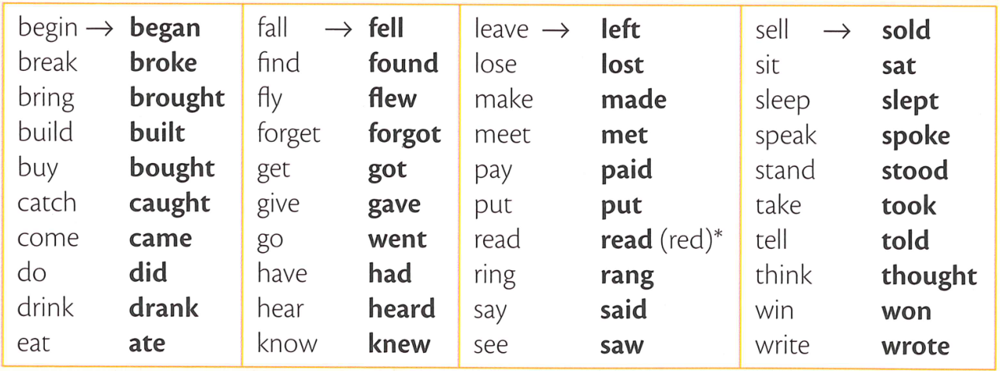 begin → began
break broke
bring brought
build built
buy bought
catch caught
come came
do did
drink drank
eat ate
fall → fell
find found
fly flew
forget forgot
get got
give gave
go went
have had
hear heard
know knew
leave → left
lose lost
make made
meet met
pay paid
put put
read read (red)*
ring rang
say said
see saw
sell → sold
sit sat
sleep slept
speak spoke
stand stood
take took
tell told
think thought
win won
write wrote